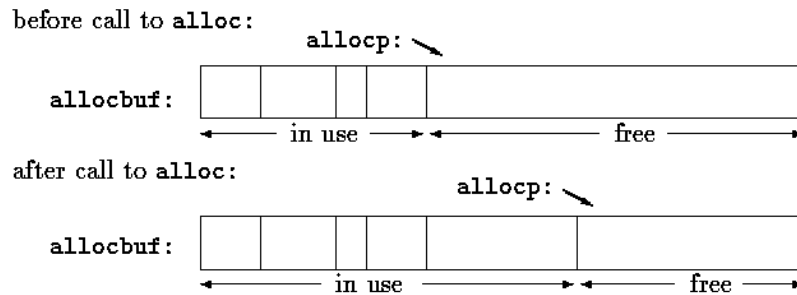 before call to alloc:
allocp:
allocbuf:
in use
free
after call to alloc:
allocp:
allocbuf:
in use
free